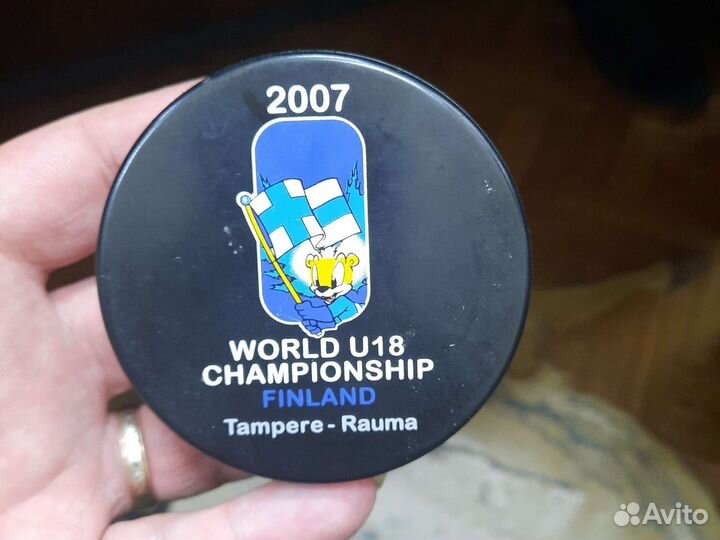 2007
WORLD U18
CHAMPIONSHIP
FINLAND
Tampere - Rauma
Avito